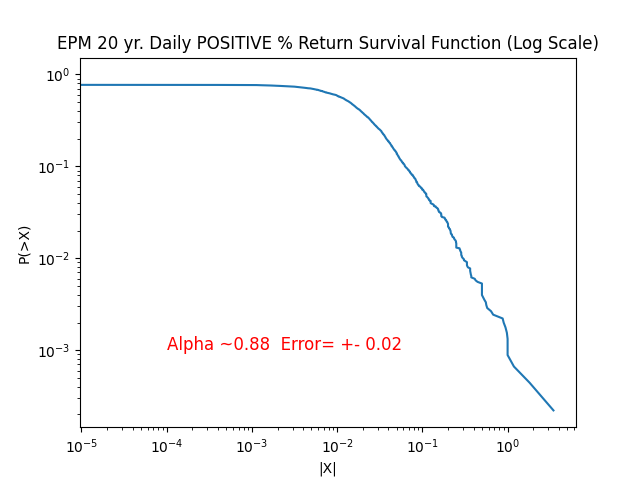 EPM 20 yr. Daily POSITIVE % Return Survival Function (Log Scale)
10⁰
10⁻¹
10⁻²
10⁻³
P(>X)
Alpha ~0.88  Error= +- 0.02
10⁻⁵ 10⁻⁴ 10⁻³ 10⁻² 10⁻¹ 10⁰
|X|